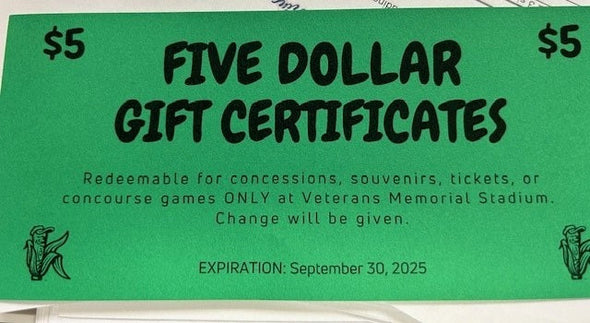 $5 $5
FIVE DOLLAR
GIFT CERTIFICATES
Redeemable for concessions, souvenirs, tickets, or
concourse games ONLY at Veterans Memorial Stadium.
Change will be given.
EXPIRATION: September 30, 2025